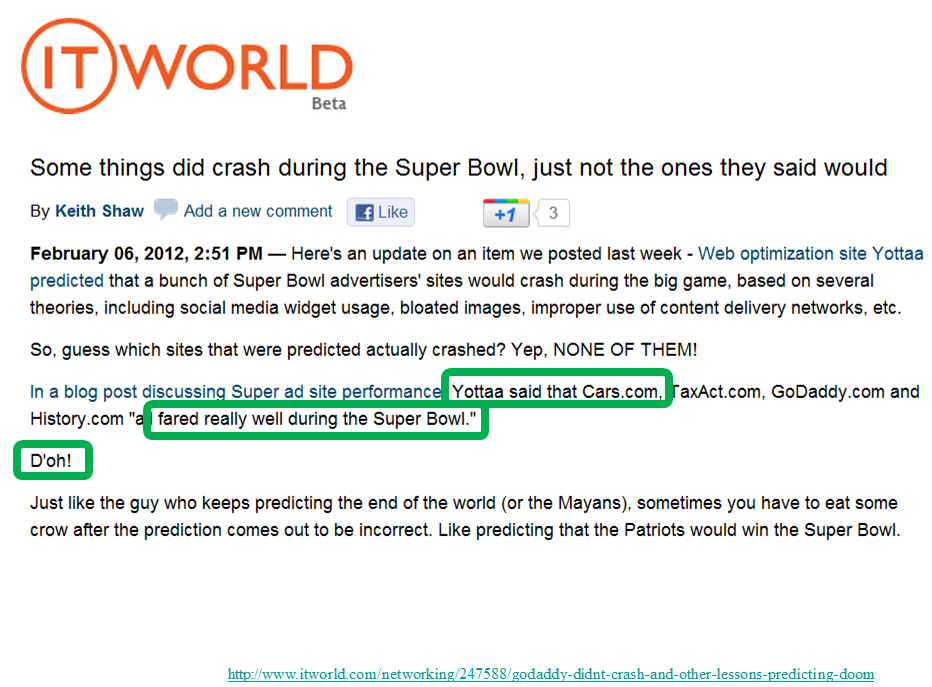 ITWORLD
Beta
Some things did crash during the Super Bowl, just not the ones they said would
By Keith Shaw Add a new comment Like +1 3
February 06, 2012, 2:51 PM — Here's an update on an item we posted last week - Web optimization site Yottaa
predicted that a bunch of Super Bowl advertisers' sites would crash during the big game, based on several
theories, including social media widget usage, bloated images, improper use of content delivery networks, etc.
So, guess which sites that were predicted actually crashed? Yep, NONE OF THEM!
In a blog post discussing Super ad site performance Yottaa said that Cars.com, TaxAct.com, GoDaddy.com and
History.com "all fared really well during the Super Bowl."
D'oh!
Just like the guy who keeps predicting the end of the world (or the Mayans), sometimes you have to eat some
crow after the prediction comes out to be incorrect. Like predicting that the Patriots would win the Super Bowl.
http://www.itworld.com/networking/247588/godaddy-didnt-crash-and-other-lessons-predicting-doom